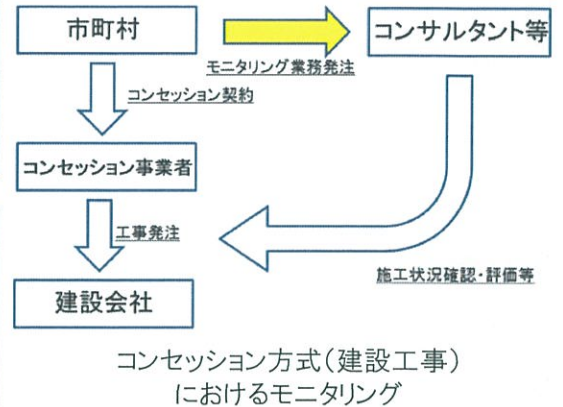 市町村
コンサルタント等
モニタリング業務発注
コンセッション契約
コンセッション事業者
工事発注
施工状況確認・評価等
建設会社
コンセッション方式（建設工事）
におけるモニタリング